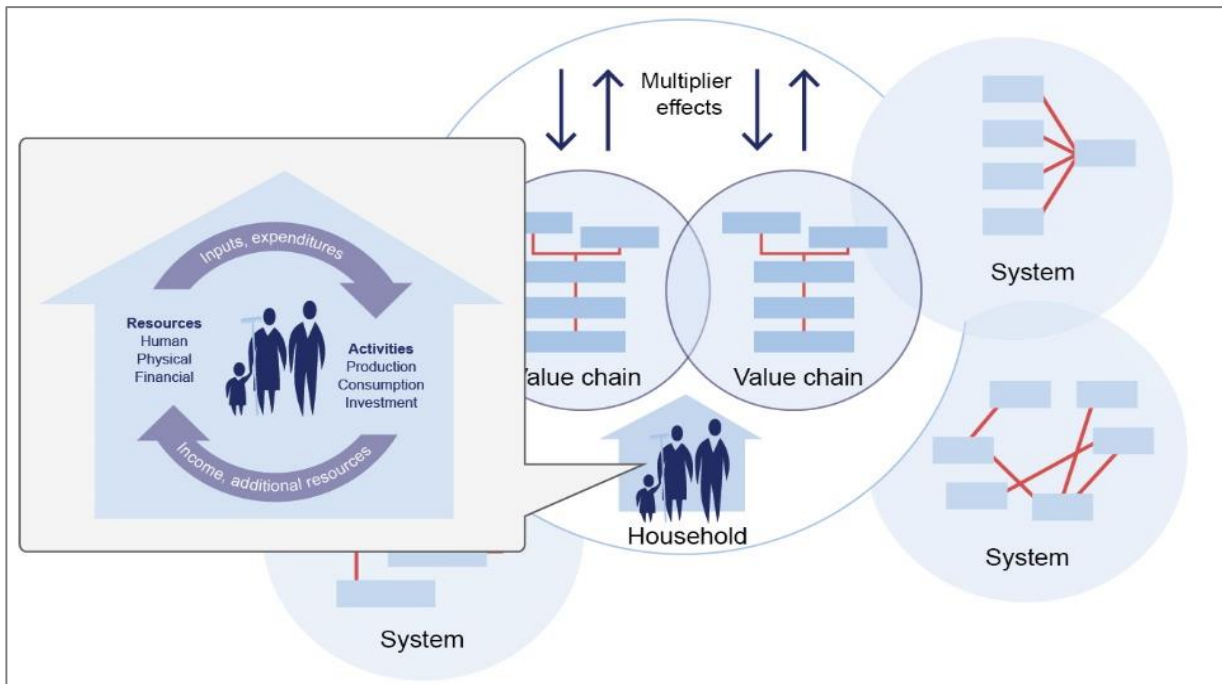 Multiplier
effects
Inputs, expenditures
Resources
Human
Physical
Financial
Activities
Production
Consumption
Investment
Income, additional resources
Value chain
Value chain
Household
System
System
System